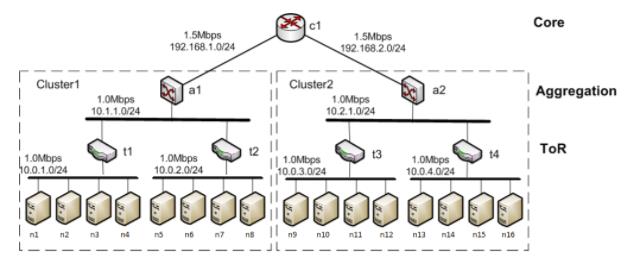 Core
c1
1.5Mbps
192.168.1.0/24
1.5Mbps
192.168.2.0/24
Cluster1
a1
Cluster2
a2
Aggregation
1.0Mbps
10.1.1.0/24
1.0Mbps
10.2.1.0/24
t1
t2
t3
t4
ToR
1.0Mbps
10.0.1.0/24
1.0Mbps
10.0.2.0/24
1.0Mbps
10.0.3.0/24
1.0Mbps
10.0.4.0/24
n1 n2 n3 n4 n5 n6 n7 n8 n9 n10 n11 n12 n13 n14 n15 n16